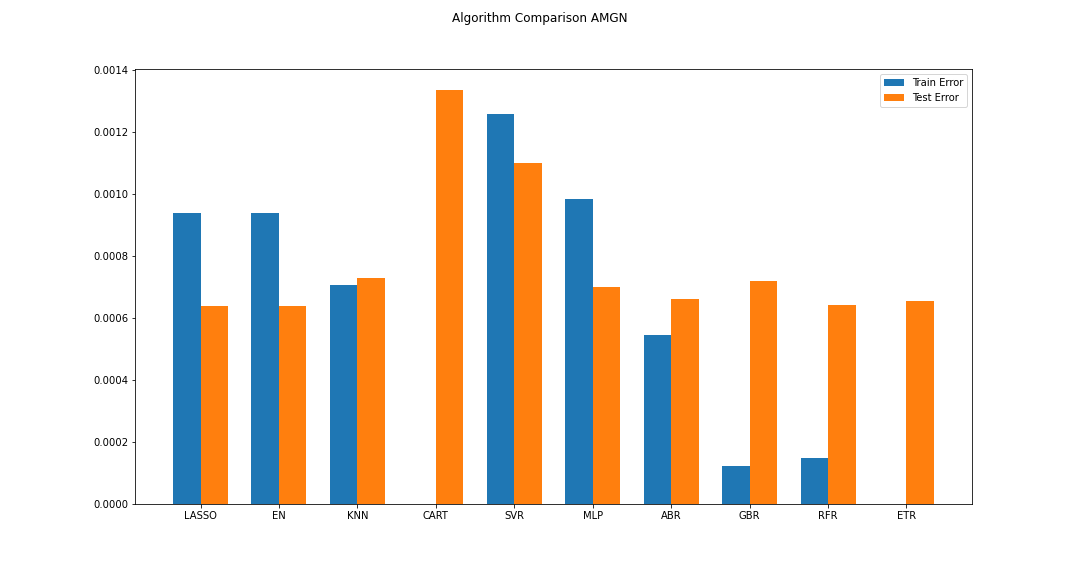 Algorithm Comparison AMGN
0.0014
0.0012
0.0010
0.0008
0.0006
0.0004
0.0002
0.0000
Train Error
Test Error
LASSO EN KNN CART SVR MLP ABR GBR RFR ETR